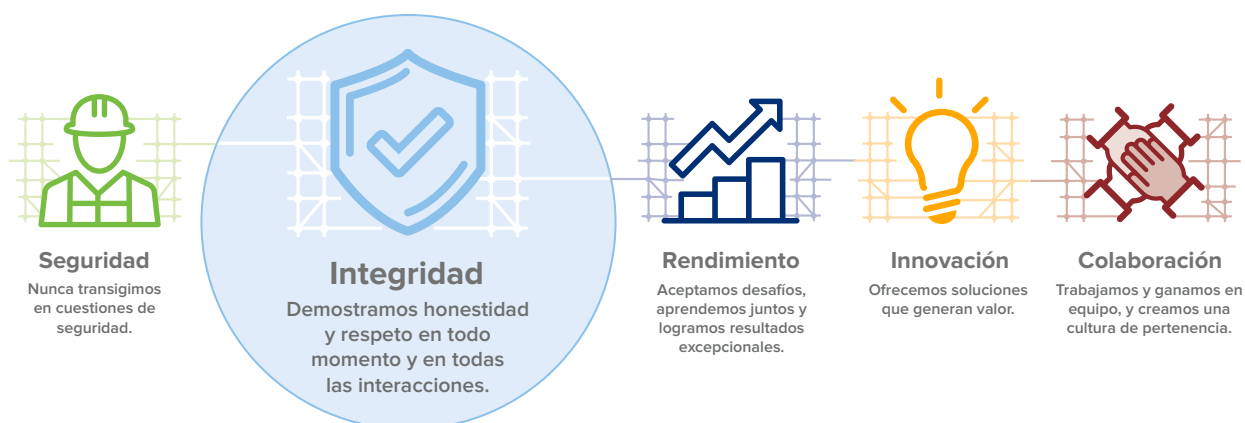 Seguridad
Nunca transigimos
en cuestiones de
seguridad.
Integridad
Demostramos honestidad
y respeto en todo
momento y en todas
las interacciones.
Rendimiento
Aceptamos desafíos,
aprendemos juntos y
logramos resultados
excepcionales.
Innovación
Ofrecemos soluciones
que generan valor.
Colaboración
Trabajamos y ganamos en
equipo, y creamos una
cultura de pertenencia.